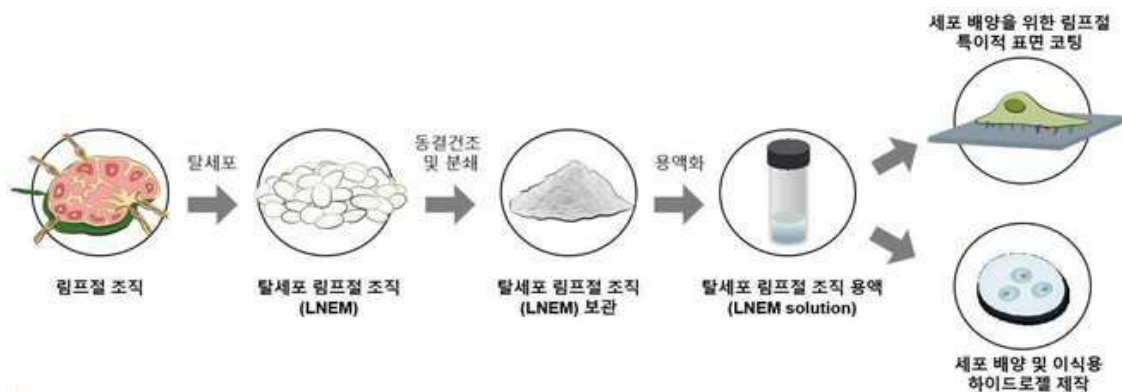 세포 배양을 위한 림프절
특이적 표면 코팅
탈세포
동결건조
및 분쇄
용액화
림프절 조직
탈세포 림프절 조직
(LNEM)
탈세포 림프절 조직
(LNEM) 보관
탈세포 림프절 조직 용액
(LNEM solution)
세포 배양 및 이식용
하이드로젤 제작